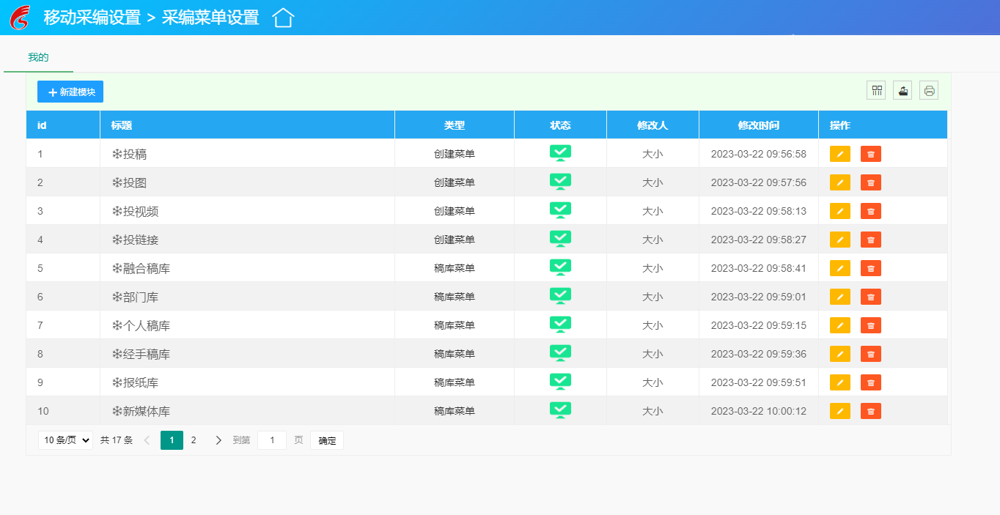 移动采编设置 > 采编菜单设置
我的
新建模块
id 标题 类型 状态 修改人 修改时间 操作
1 ❄投稿 创建菜单 大小 2023-03-22 09:56:58
2 ❄投图 创建菜单 大小 2023-03-22 09:57:56
3 ❄投视频 创建菜单 大小 2023-03-22 09:58:13
4 ❄投链接 创建菜单 大小 2023-03-22 09:58:27
5 ❄融合稿库 稿库菜单 大小 2023-03-22 09:58:41
6 ❄部门库 稿库菜单 大小 2023-03-22 09:59:01
7 ❄个人稿库 稿库菜单 大小 2023-03-22 09:59:15
8 ❄经手稿库 稿库菜单 大小 2023-03-22 09:59:36
9 ❄报纸库 稿库菜单 大小 2023-03-22 09:59:51
10 ❄新媒体库 稿库菜单 大小 2023-03-22 10:00:12
10 条/页 共 17 条 1 2 到第 1 页 确定